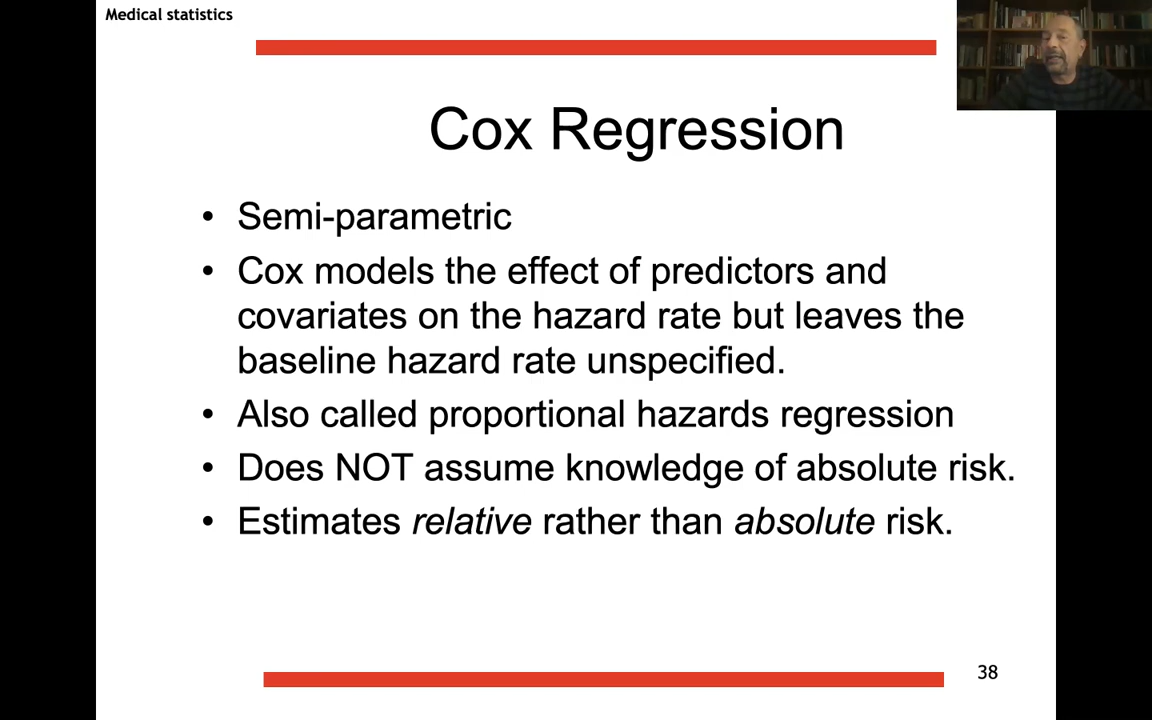 Medical statistics
Cox Regression
• Semi-parametric
• Cox models the effect of predictors and
covariates on the hazard rate but leaves the
baseline hazard rate unspecified.
• Also called proportional hazards regression
• Does NOT assume knowledge of absolute risk.
• Estimates relative rather than absolute risk.
38